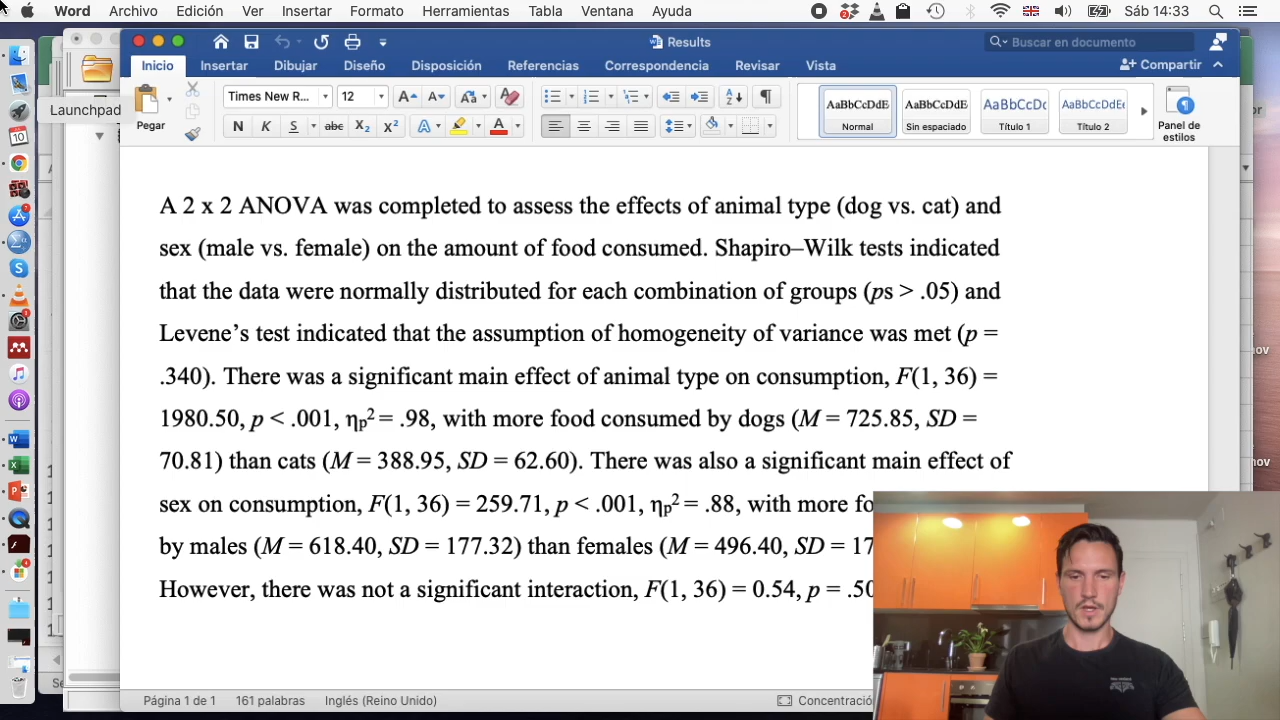 Word Archivo Edición Ver Insertar Formato Herramientas Tabla Ventana Ayuda Sáb 14:33
Results
Buscar en documento
Inicio Insertar Dibujar Diseño Disposición Referencias Correspondencia Revisar Vista Compartir
Launchpad
Pegar
Times New R... 12
N K S abc X₂ X²
AaBbCcDdE AaBbCcDdE AaBbCcDc AaBbCcDdEe
Normal Sin espaciado Título 1 Título 2
Panel de
estilos
A 2 x 2 ANOVA was completed to assess the effects of animal type (dog vs. cat) and
sex (male vs. female) on the amount of food consumed. Shapiro–Wilk tests indicated
that the data were normally distributed for each combination of groups (ps > .05) and
Levene’s test indicated that the assumption of homogeneity of variance was met (p =
.340). There was a significant main effect of animal type on consumption, F(1, 36) =
1980.50, p < .001, ηp² = .98, with more food consumed by dogs (M = 725.85, SD =
70.81) than cats (M = 388.95, SD = 62.60). There was also a significant main effect of
sex on consumption, F(1, 36) = 259.71, p < .001, ηp² = .88, with more fo
by males (M = 618.40, SD = 177.32) than females (M = 496.40, SD = 17
However, there was not a significant interaction, F(1, 36) = 0.54, p = .50
Página 1 de 1 161 palabras Inglés (Reino Unido) Concentració